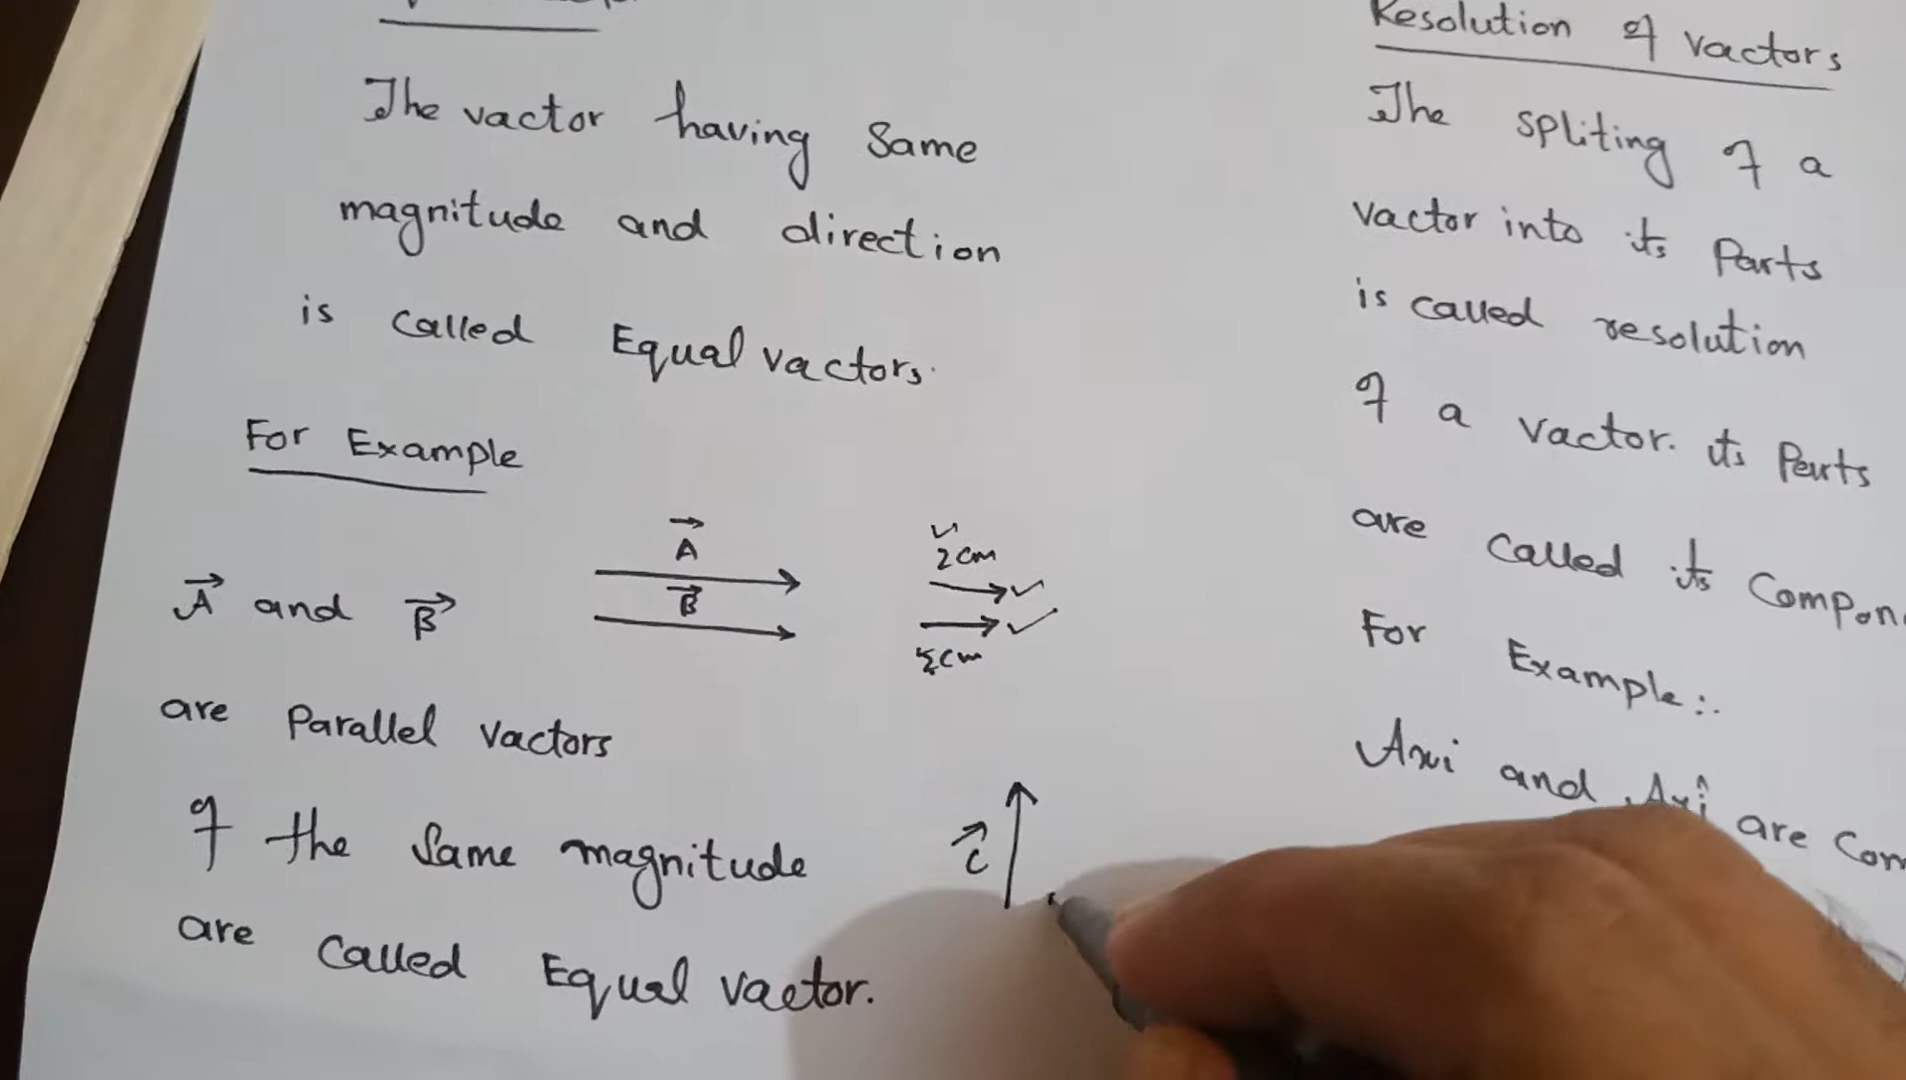 The vactor having Same
magnitude and direction
is called Equal vactors.
For Example
A and B
A
B
2cm
cm
are Parallel vactors
of the Same magnitude
are Called Equal vactor.
C
Resolution of vactors
The spliting of a
vactor into its Parts
is called resolution
of a vactor. its Parts
are Called its Compon
For Example:.
Axi and are Com